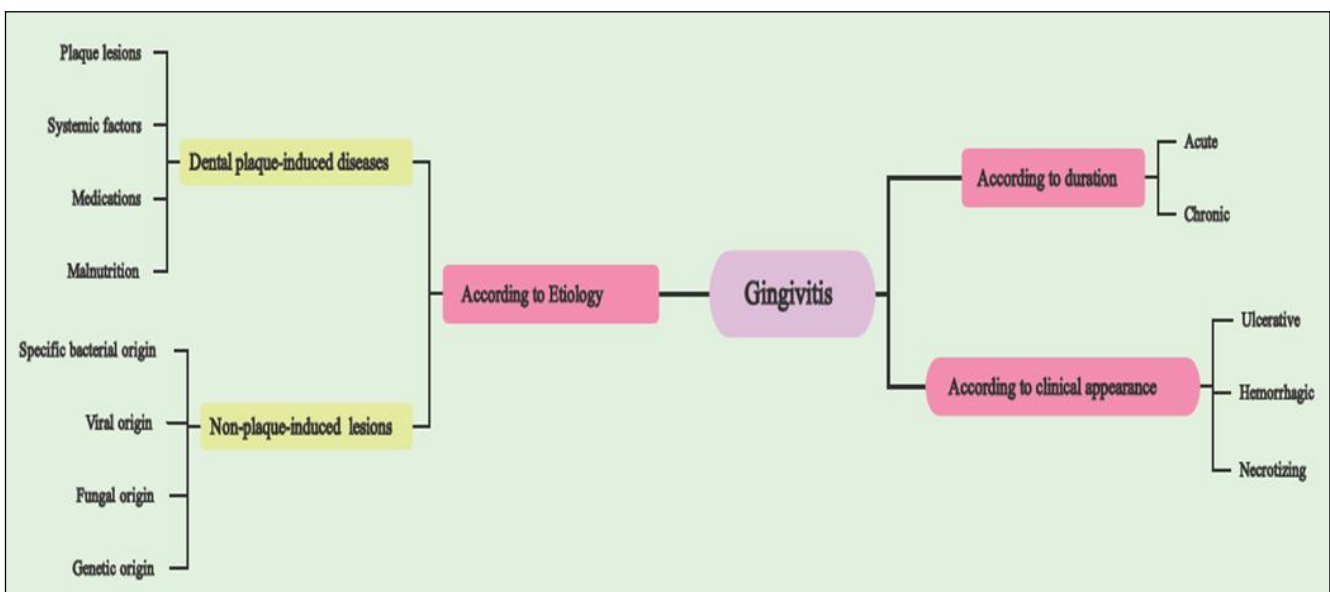 Gingivitis
According to Etiology
Dental plaque-induced diseases
Plaque lesions
Systemic factors
Medications
Malnutrition
Non-plaque-induced lesions
Specific bacterial origin
Viral origin
Fungal origin
Genetic origin
According to duration
Acute
Chronic
According to clinical appearance
Ulcerative
Hemorrhagic
Necrotizing